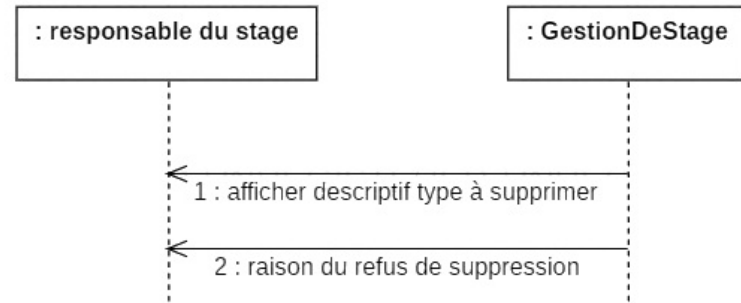 : responsable du stage
: GestionDeStage
1 : afficher descriptif type à supprimer
2 : raison du refus de suppression